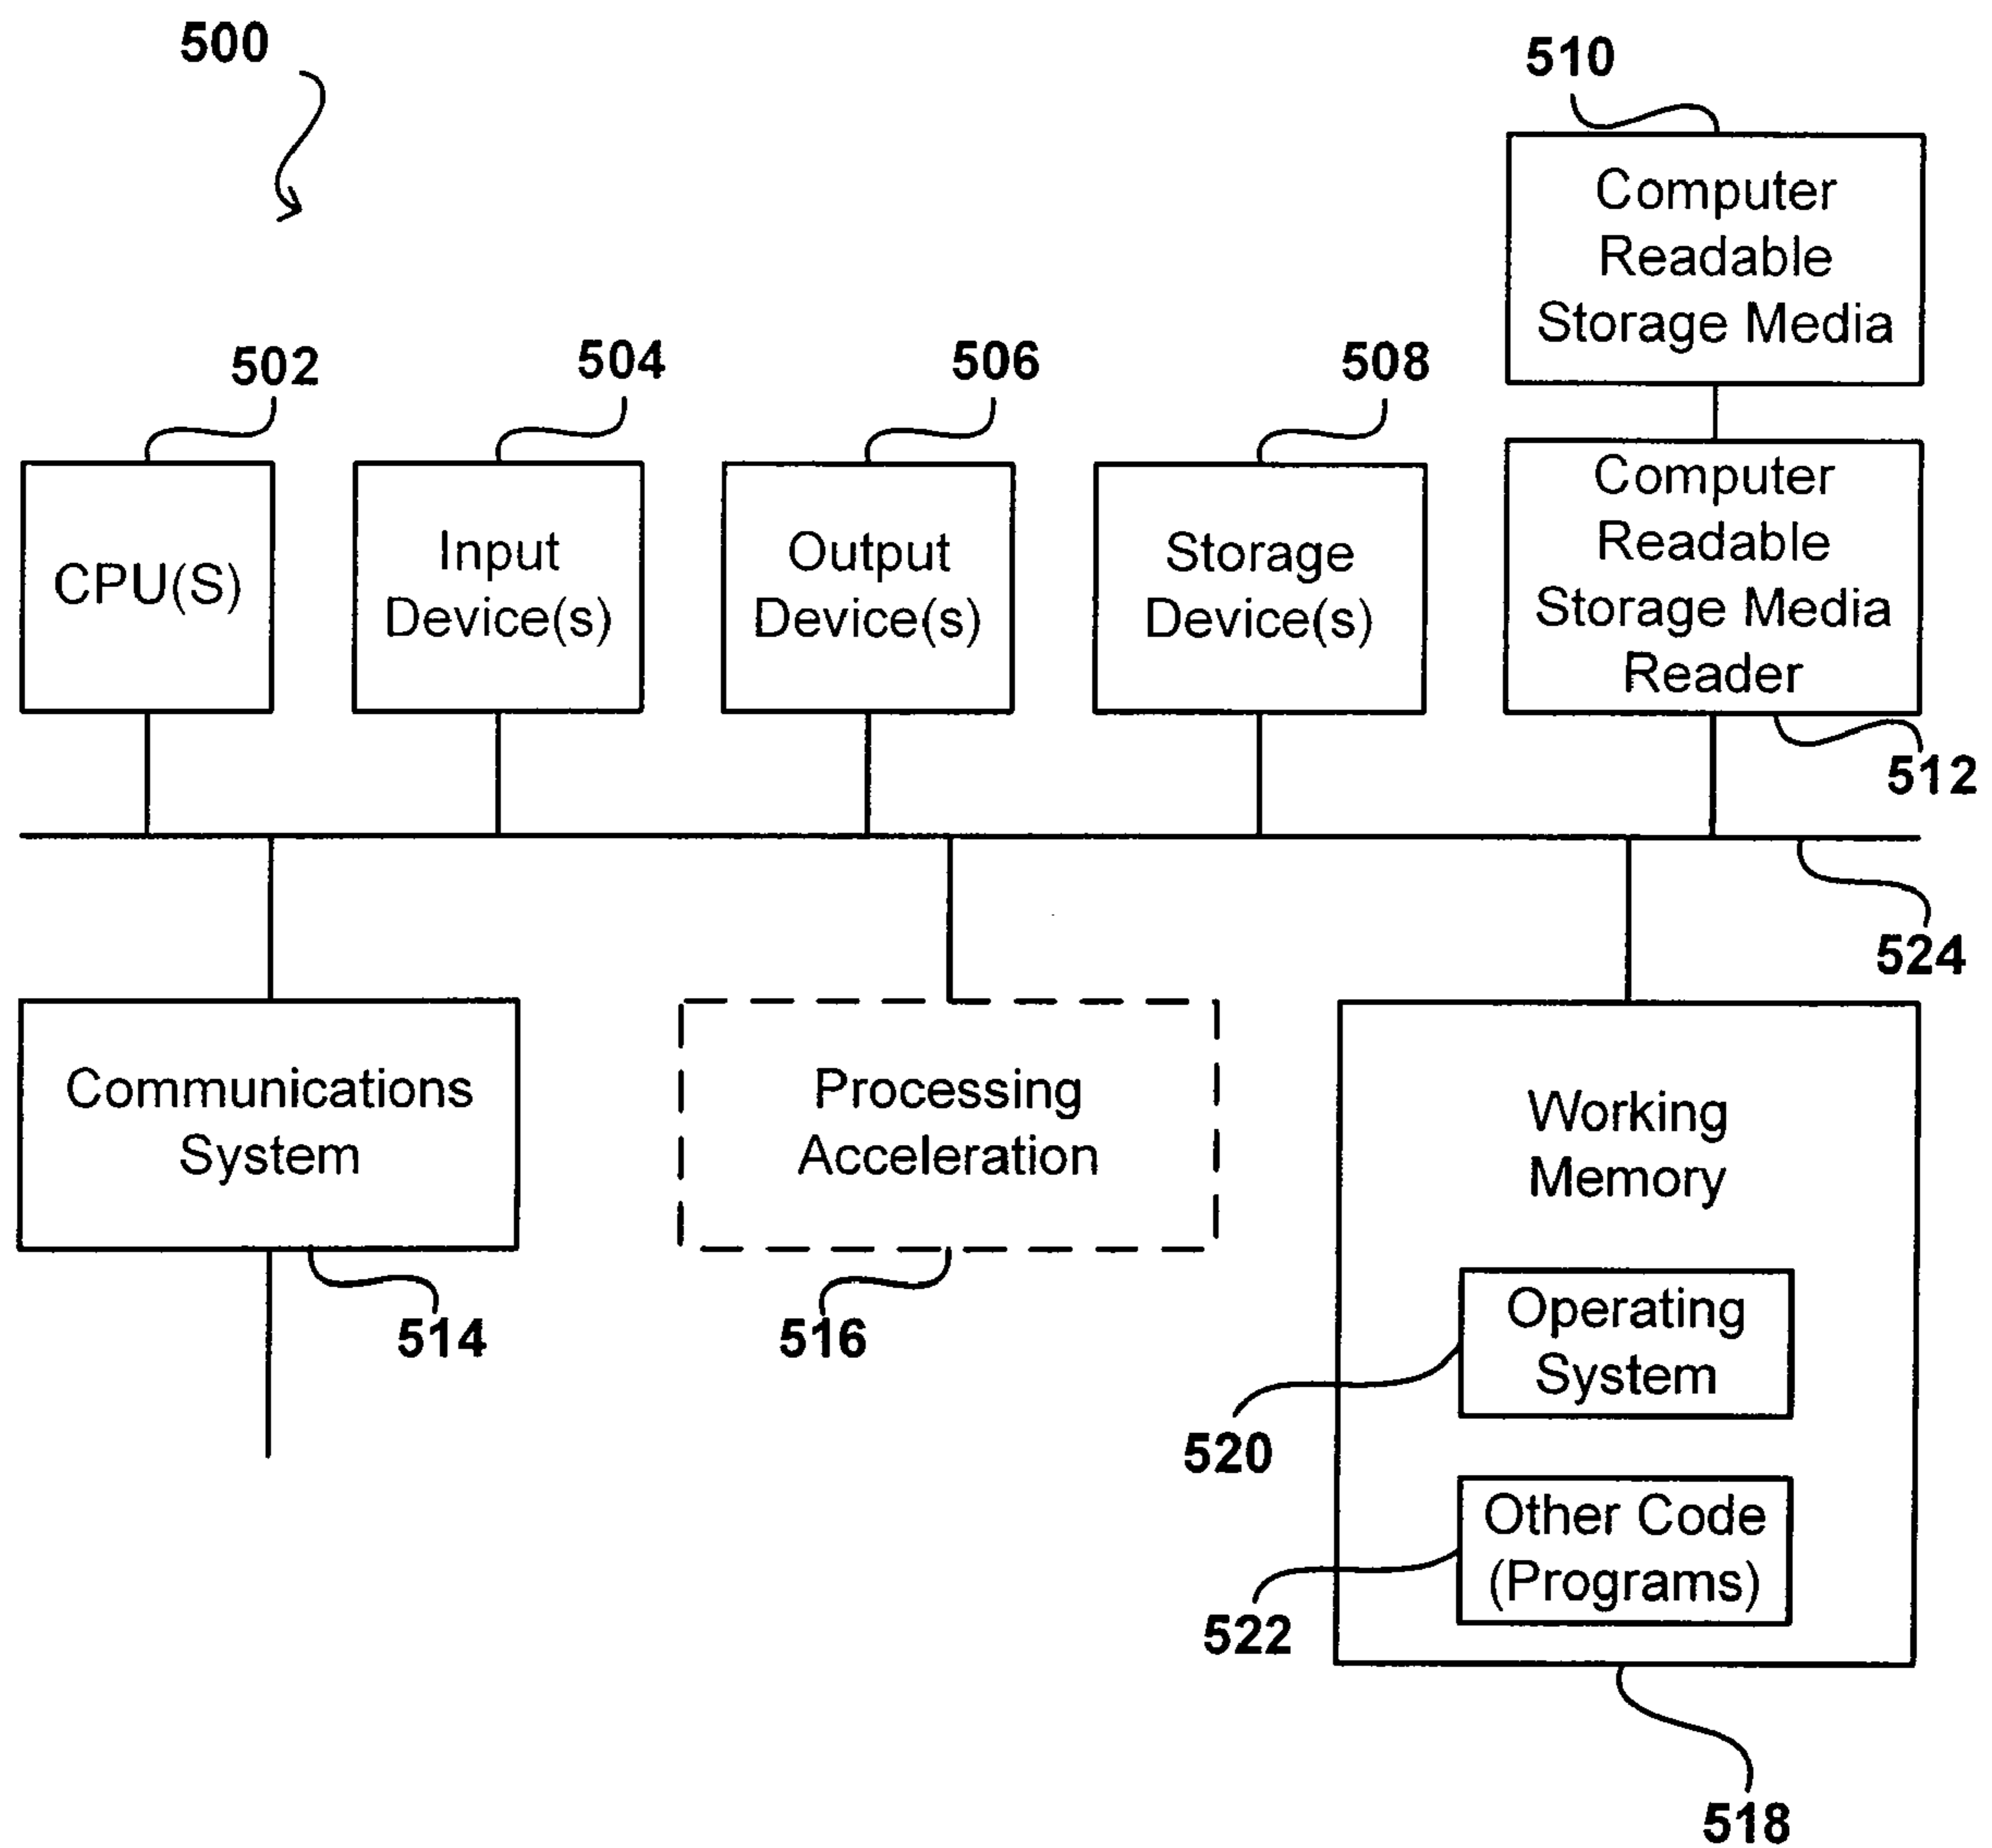 500
510
Computer
Readable
Storage Media
502
504
506
508
CPU(S)
Input
Device(s)
Output
Device(s)
Storage
Device(s)
Computer
Readable
Storage Media
Reader
512
524
Communications
System
514
Processing
Acceleration
516
Working
Memory
Operating
System
520
Other Code
(Programs)
522
518